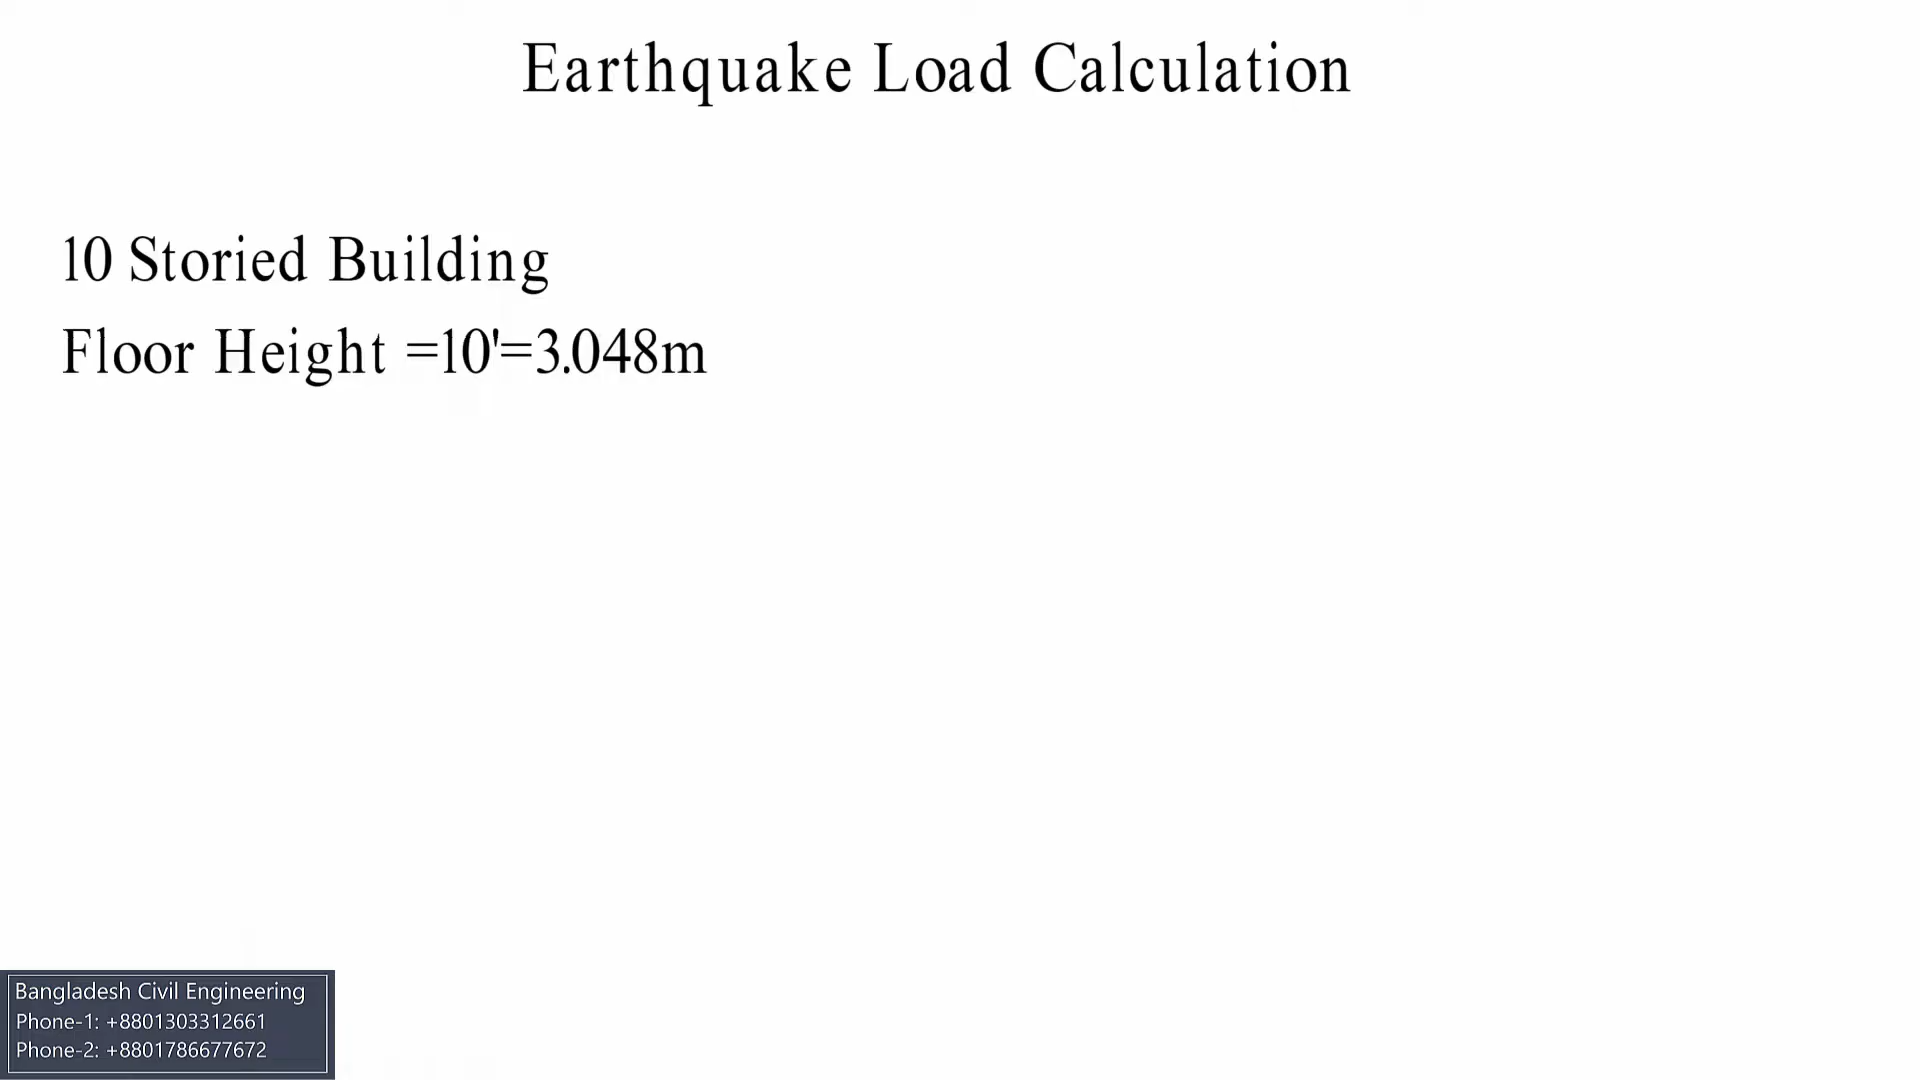 Earthquake Load Calculation
10 Storied Building
Floor Height =10'=3.048m
Bangladesh Civil Engineering
Phone-1: +8801303312661
Phone-2: +8801786677672